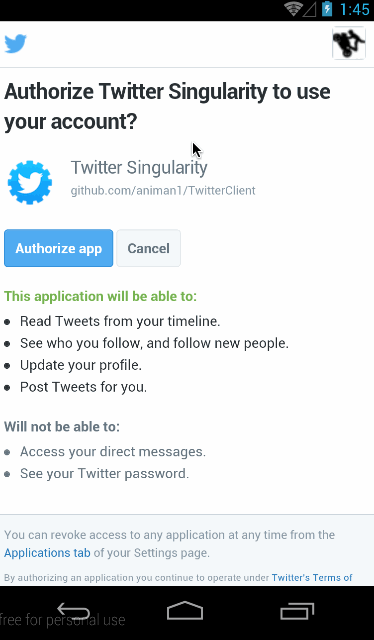 1:45
Authorize Twitter Singularity to use
your account?
Twitter Singularity
github.com/animan1/TwitterClient
Authorize app
Cancel
This application will be able to:
Read Tweets from your timeline.
See who you follow, and follow new people.
Update your profile.
Post Tweets for you.
Will not be able to:
Access your direct messages.
See your Twitter password.
You can revoke access to any application at any time from the
Applications tab of your Settings page.
By authorizing an application you continue to operate under Twitter's Terms of
free for personal use